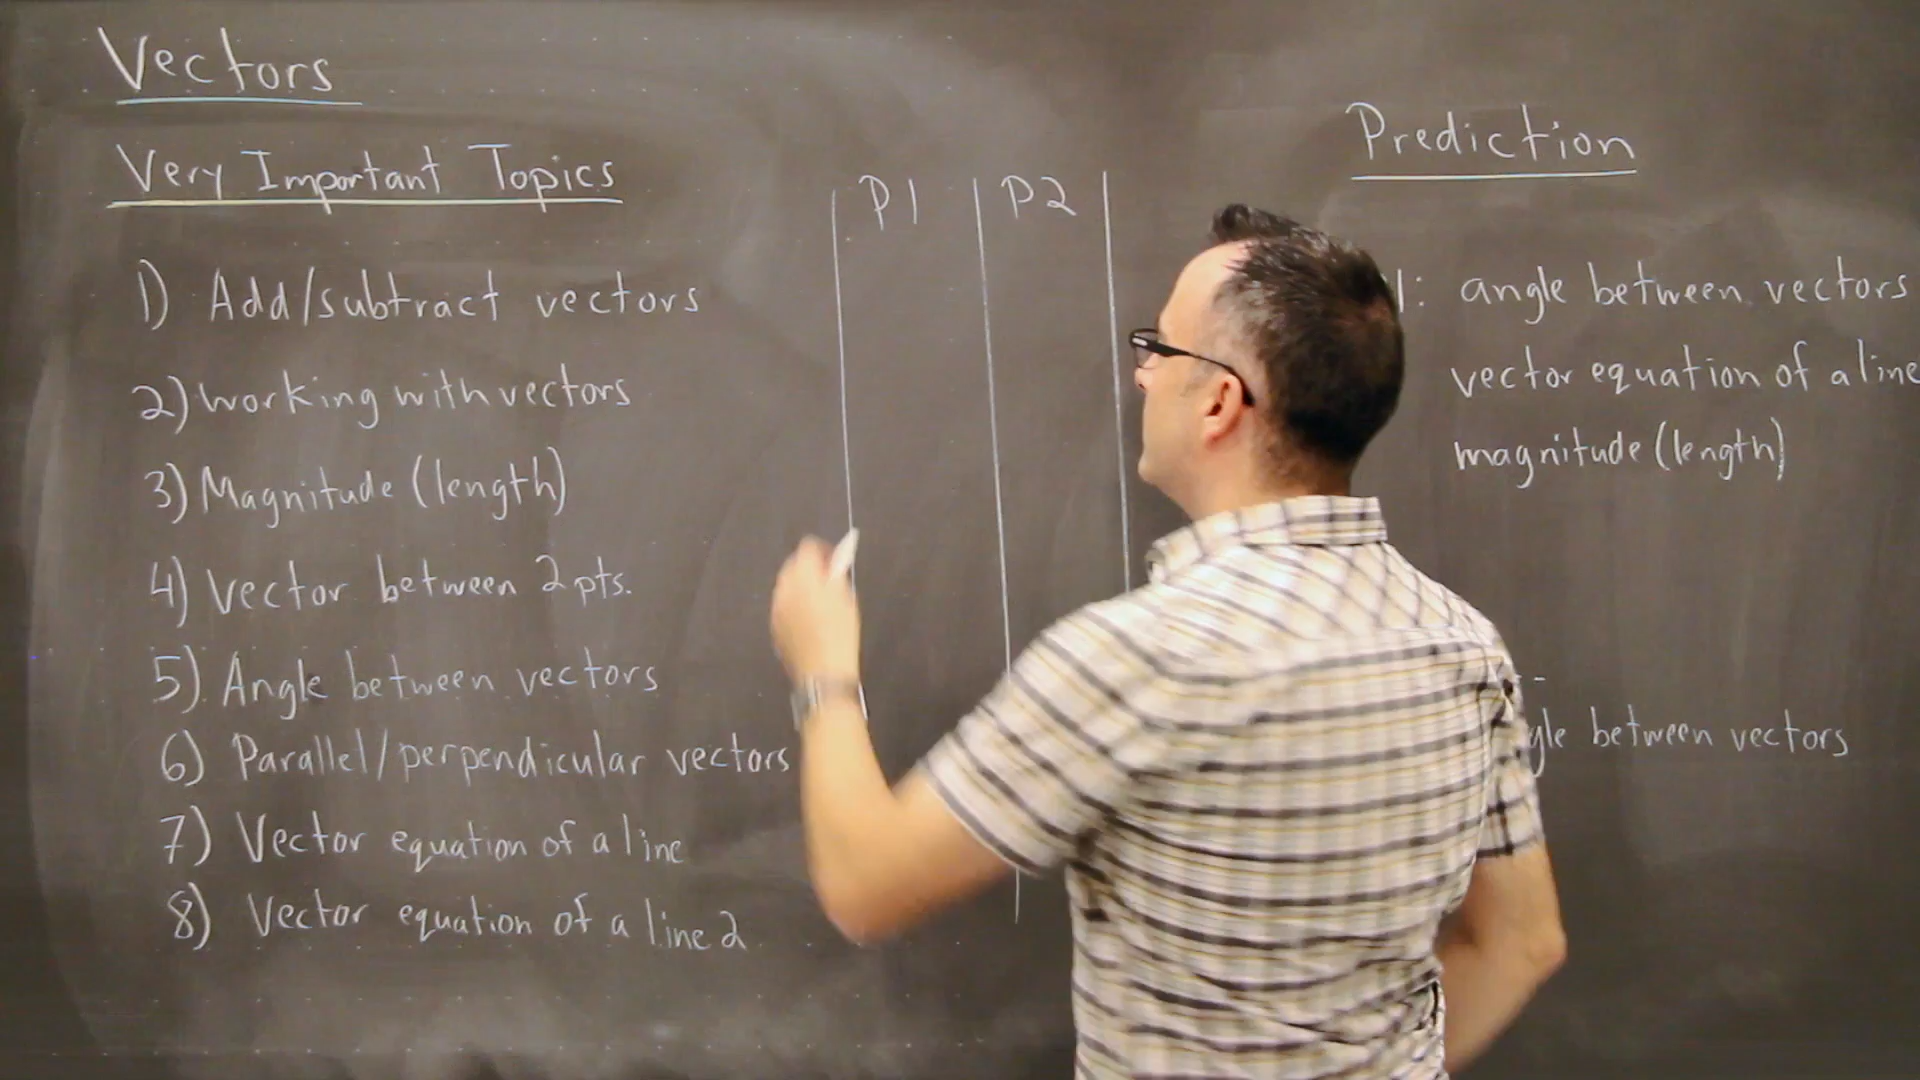 Vectors
Very Important Topics
1) Add/subtract vectors
2) Working with vectors
3) Magnitude (length)
4) Vector between 2 pts.
5) Angle between vectors
6) Parallel/perpendicular vectors
7) Vector equation of a line
8) Vector equation of a line 2
P1
P2
Prediction
1: angle between vectors
vector equation of a line
magnitude (length)
between vectors